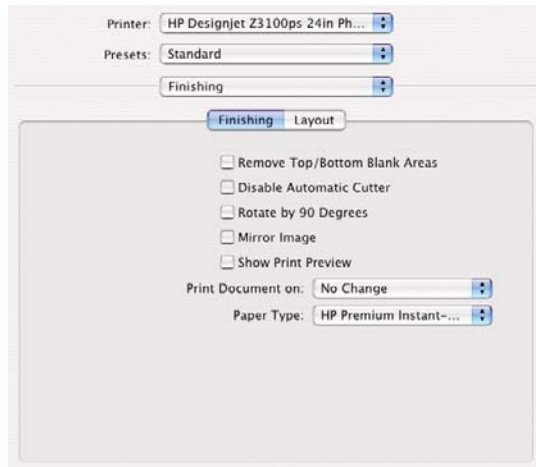 Printer: HP Designjet Z3100ps 24in Ph...
Presets: Standard
Finishing
Finishing Layout
Remove Top/Bottom Blank Areas
Disable Automatic Cutter
Rotate by 90 Degrees
Mirror Image
Show Print Preview
Print Document on: No Change
Paper Type: HP Premium Instant-...